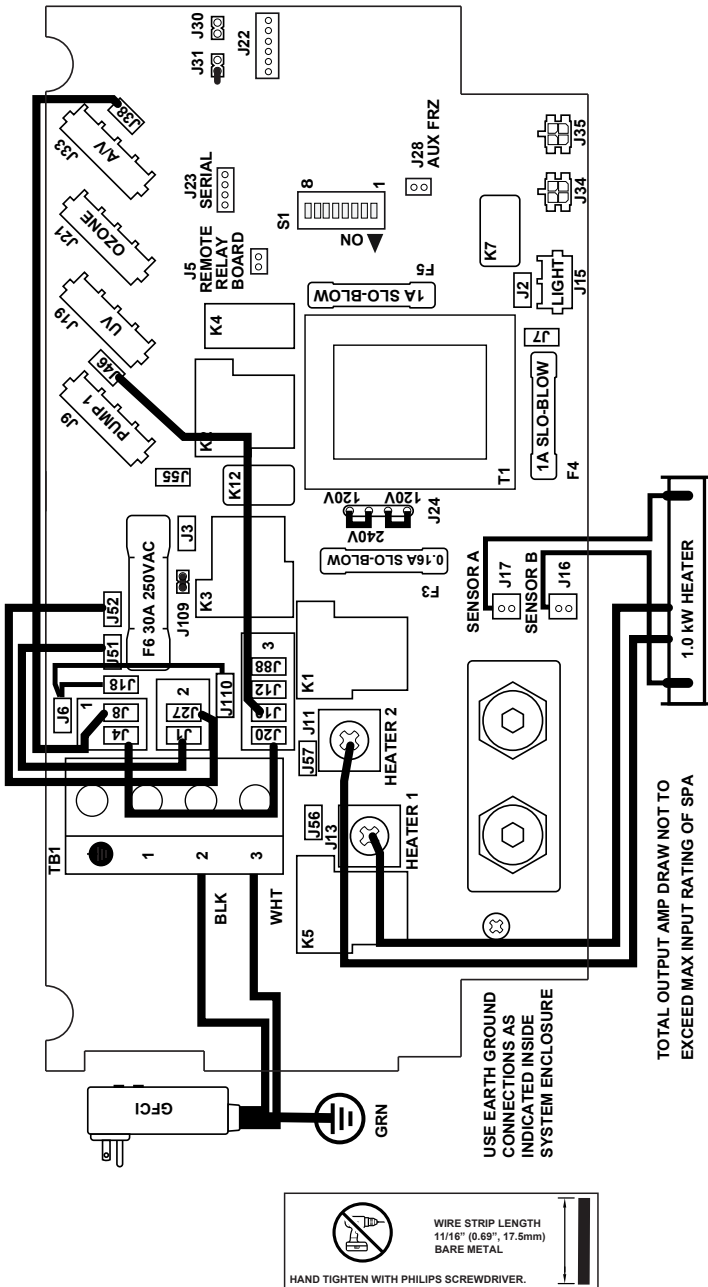 J30
J31
J22
J38
J33
A/V
J23
SERIAL
J28
AUX FRZ
J35
J34
S1
8
1
ON
J21
OZONE
J5
REMOTE
RELAY
BOARD
K7
F5
1A SLO-BLOW
J2
LIGHT
J15
J19
UV
K4
J7
J46
J9
PUMP 1
K2
T1
1A SLO-BLOW
F4
J55
K12
120V
120V
240V
J24
J3
F6 30A 250VAC
J109
K3
0.16A SLO-BLOW
F3
SENSOR A
J17
SENSOR B
J16
J52
J51
J18
J6
J110
1
J8
J4
2
J27
J1
3
J88
J12
J20
K1
J11
J57
HEATER 2
J56
J13
HEATER 1
K5
1.0 kW HEATER
TB1
1
2
3
BLK
WHT
GFCI
GRN
USE EARTH GROUND
CONNECTIONS AS
INDICATED INSIDE
SYSTEM ENCLOSURE
TOTAL OUTPUT AMP DRAW NOT TO
EXCEED MAX INPUT RATING OF SPA
WIRE STRIP LENGTH
11/16" (0.69", 17.5mm)
BARE METAL
HAND TIGHTEN WITH PHILIPS SCREWDRIVER.